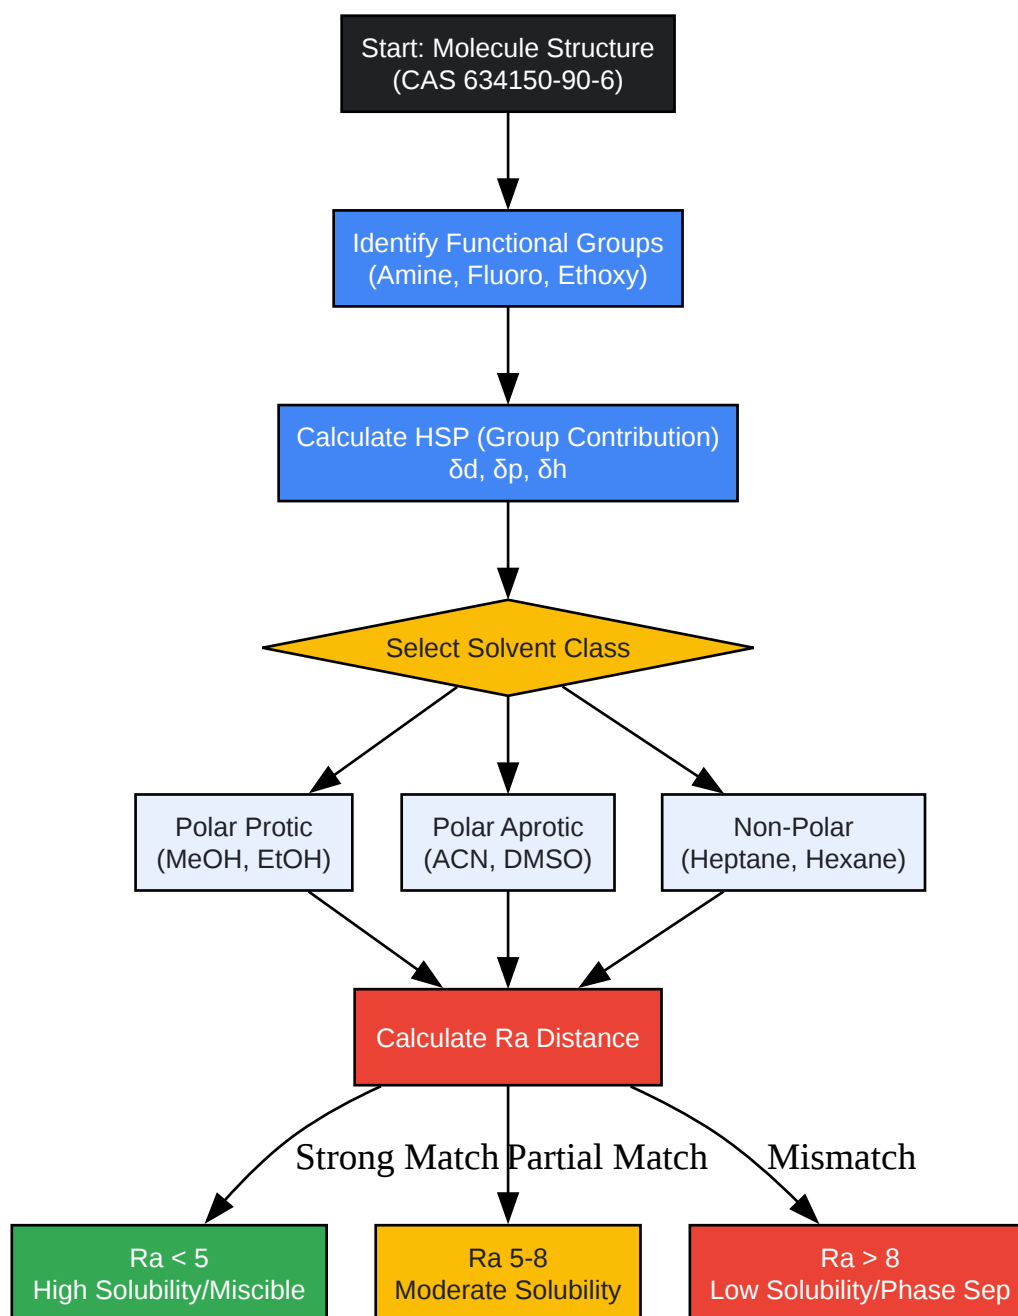 Start: Molecule Structure
(CAS 634150-90-6)
Identify Functional Groups
(Amine, Fluoro, Ethoxy)
Calculate HSP (Group Contribution)
δd, δp, δh
Select Solvent Class
Polar Protic
(MeOH, EtOH)
Polar Aprotic
(ACN, DMSO)
Non-Polar
(Heptane, Hexane)
Calculate Ra Distance
Strong Match
Partial Match
Mismatch
Ra < 5
High Solubility/Miscible
Ra 5-8
Moderate Solubility
Ra > 8
Low Solubility/Phase Sep